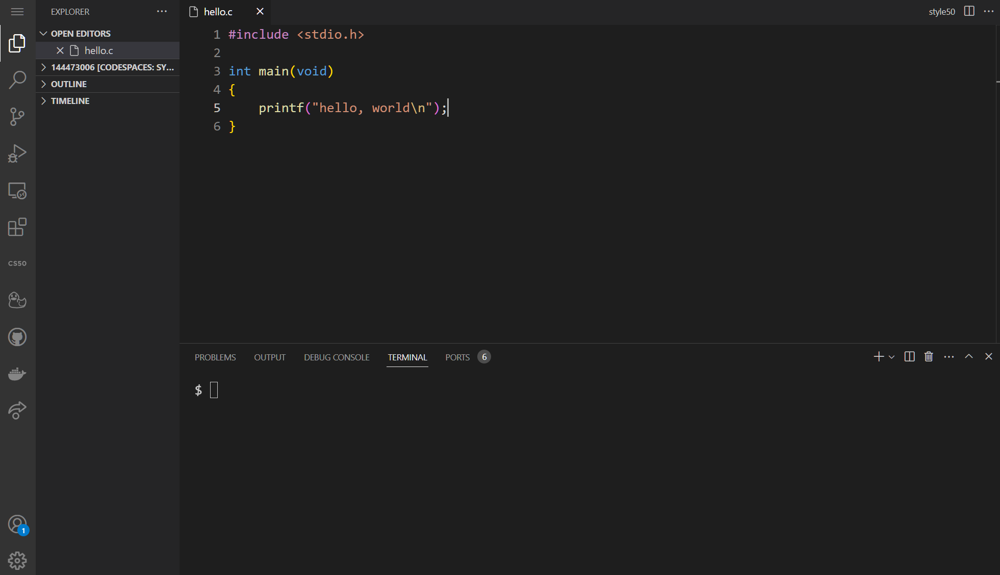 EXPLORER
OPEN EDITORS
hello.c
144473006 [CODESPACES: SY...
OUTLINE
TIMELINE
CS50
1
hello.c
style50
1 #include <stdio.h>
2
3 int main(void)
4 {
5     printf("hello, world\n");
6 }
PROBLEMS OUTPUT DEBUG CONSOLE TERMINAL PORTS 6
$